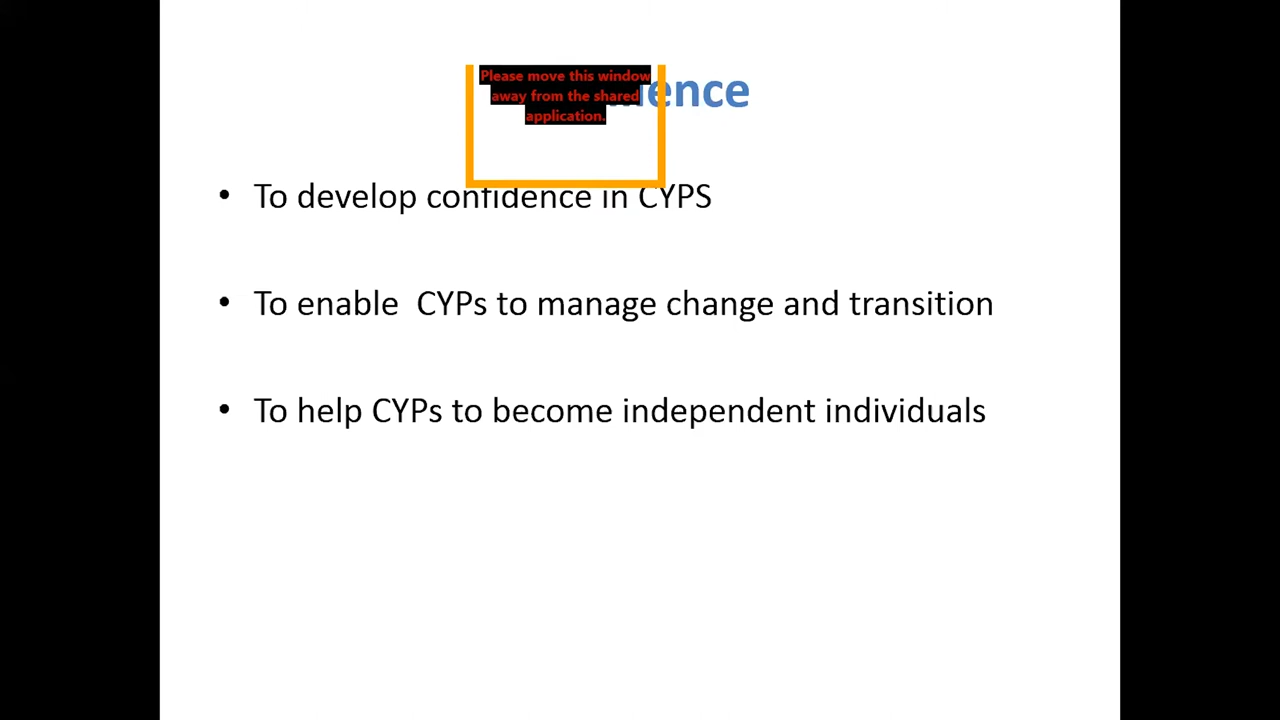 Please move this window
away from the shared
application.
• To develop confidence in CYPS
• To enable  CYPs to manage change and transition
• To help CYPs to become independent individuals